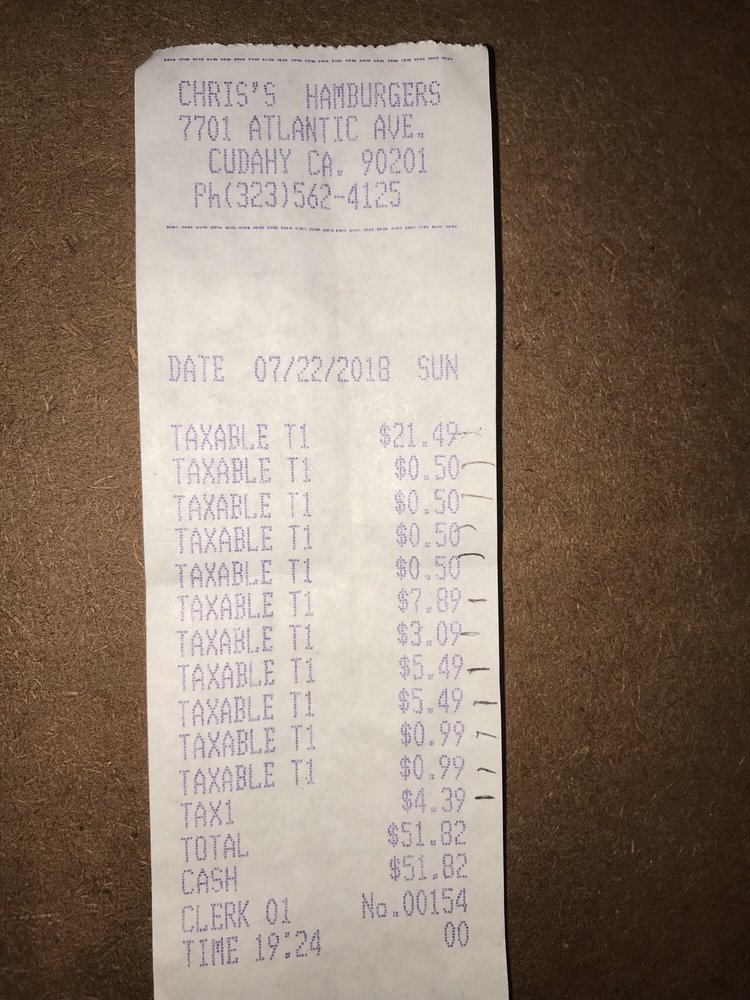 CHRIS'S HAMBURGERS
7701 ATLANTIC AVE.
CUDAHY CA. 90201
Ph(323)562-4125
DATE 07/22/2018 SUN
TAXABLE T1 $21.49
TAXABLE T1 $0.50
TAXABLE T1 $0.50
TAXABLE T1 $0.50
TAXABLE T1 $0.50
TAXABLE T1 $7.89
TAXABLE T1 $3.09
TAXABLE T1 $5.49
TAXABLE T1 $5.49
TAXABLE T1 $0.99
TAXABLE T1 $0.99
TAX1 $4.39
TOTAL $51.82
CASH $51.82
CLERK 01 No.00154
TIME 19:24 00